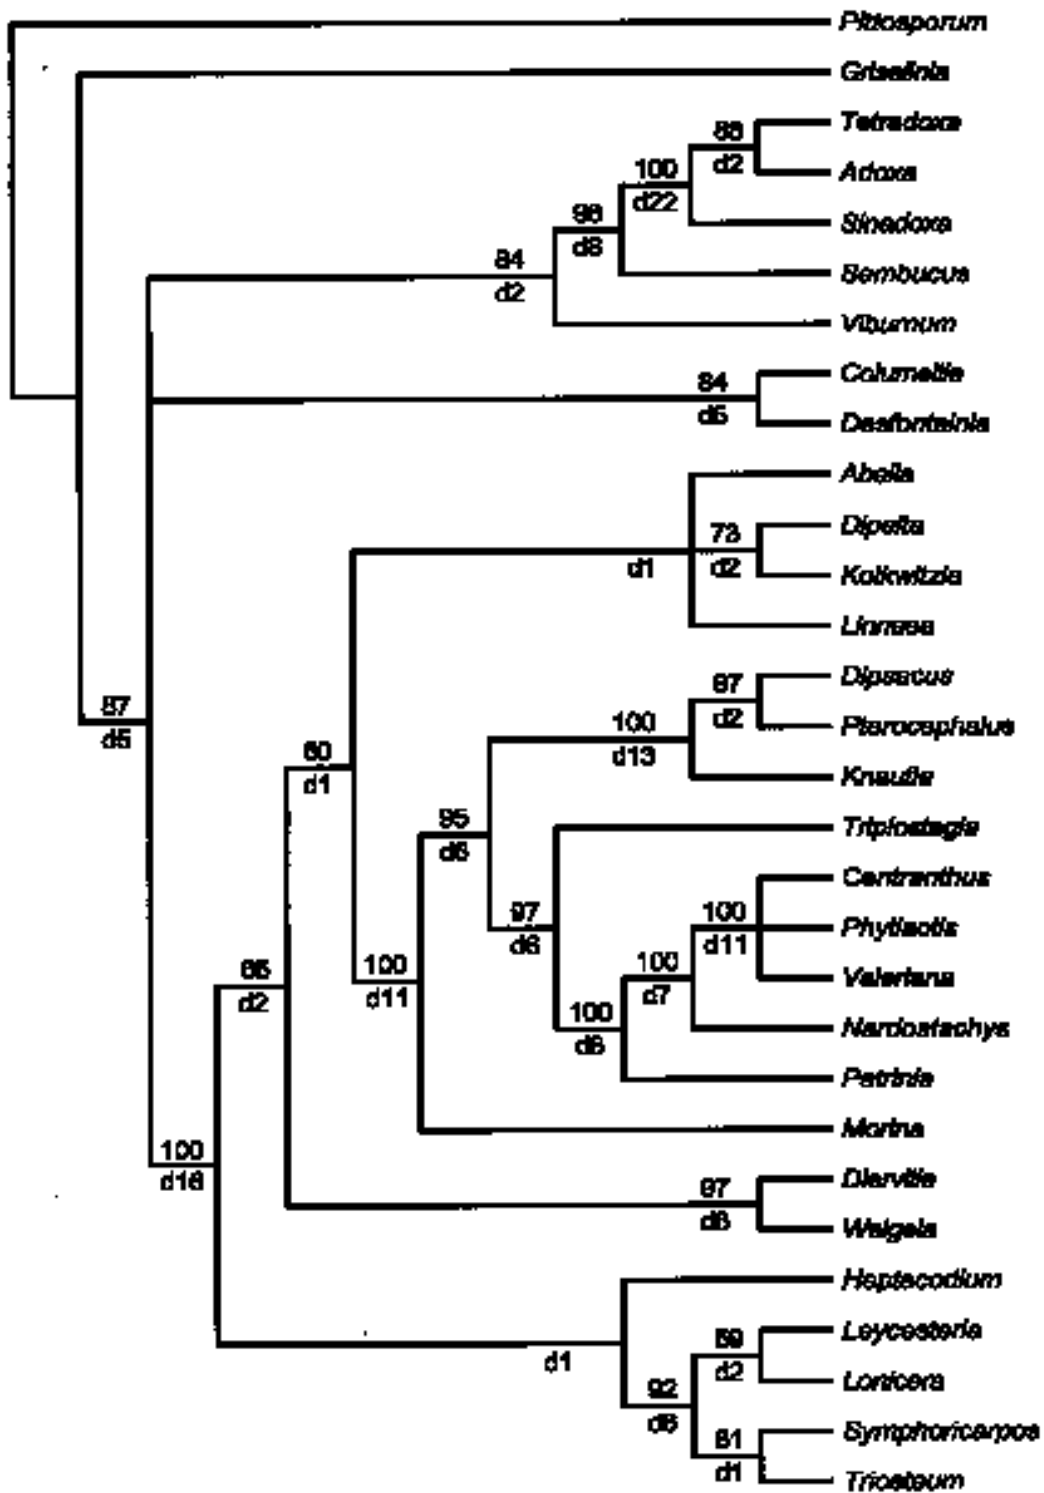 Pittosporum
Griselinia
Tetradoxa
88
d2
Adoxa
100
d22
Sinadoxa
98
d8
Sambucus
84
d2
Viburnum
Columellia
84
d5
Desfontainia
Abelia
Dipelta
73
d2
d1
Kolkwitzia
Linnaea
Dipsacus
97
d2
Pterocephalus
100
d13
Knautia
87
d5
60
d1
Triplostegia
95
d6
Centranthus
97
d6
100
d11
Phyllactis
Valeriana
100
d7
100
d11
Nardostachys
100
d6
d2
Patrinia
Morina
100
d18
Diervilla
97
d6
Weigela
Heptacodium
Leycesteria
d2
d1
Lonicera
92
d6
Symphoricarpos
81
d1
Triosteum